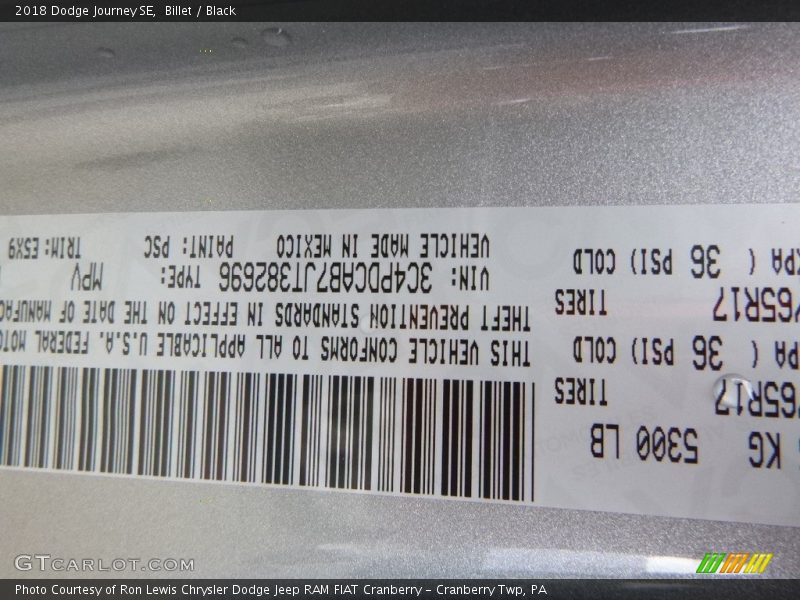 2018 Dodge Journey SE, Billet / Black
KG 5300 LB
65R17 TIRES
PA ( 36 PSI) COLD
65R17 TIRES
KPA ( 36 PSI) COLD
THIS VEHICLE CONFORMS TO ALL APPLICABLE U.S.A. FEDERAL MOTO
THEFT PREVENTION STANDARDS IN EFFECT ON THE DATE OF MANUFAC
VIN: 3C4PDCAB7JT382696 TYPE: MPV
VEHICLE MADE IN MEXICO PAINT: PSC TRIM: E5X9
GTCARLOT.COM
Photo Courtesy of Ron Lewis Chrysler Dodge Jeep RAM FIAT Cranberry - Cranberry Twp, PA